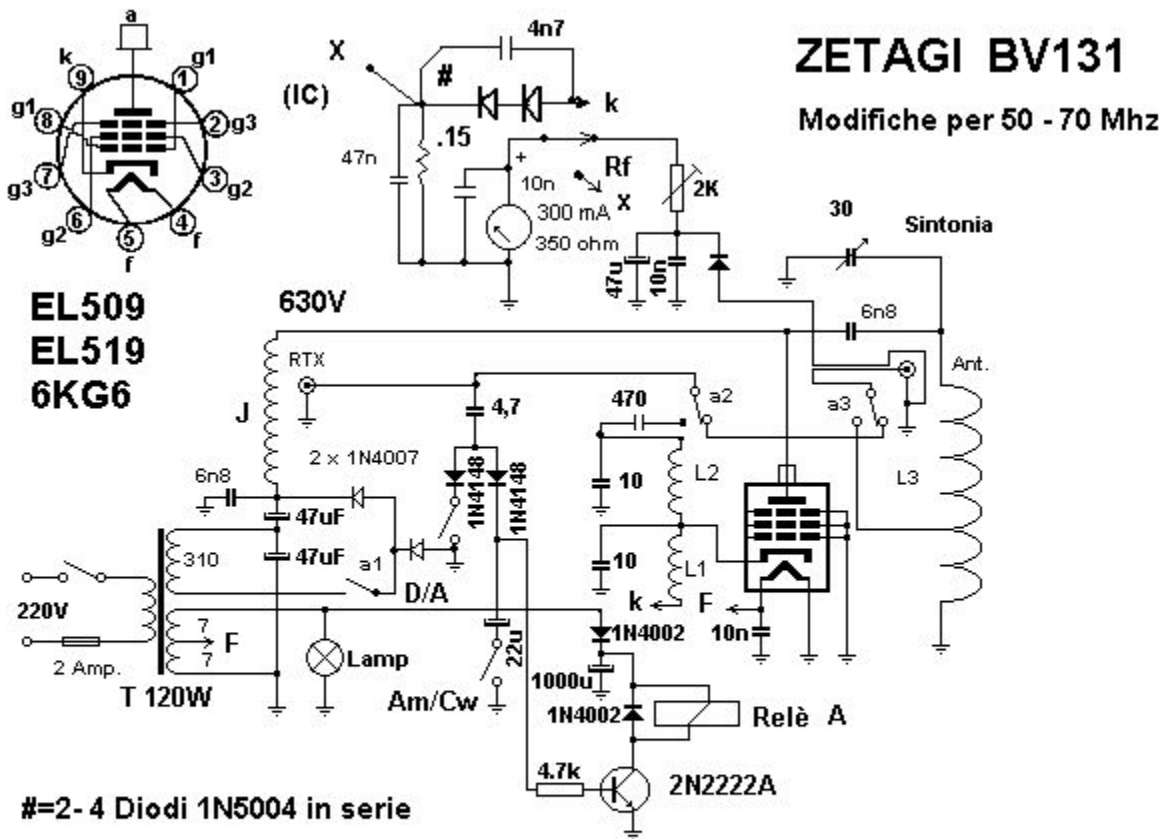 ZETAGI BV131
Modifiche per 50 - 70 Mhz
a
k
g1
9
1
g1
8
2
g3
g3
7
3
g2
g2
6
5
4
f
f
EL509
EL519
6KG6
X
(IC)
4n7
#
k
.15
47n
+
10n
300 mA
350 ohm
Rf
x
2K
47u
10n
30
Sintonia
6n8
630V
RTX
J
4,7
470
a2
a3
Ant.
2 x 1N4007
6n8
1N4148
1N4148
10
L2
L3
47uF
47uF
310
a1
D/A
10
L1
k
F
10n
220V
2 Amp.
7
7
F
T 120W
Lamp
22u
Am/Cw
1N4002
1000u
1N4002
Relè A
4.7k
2N2222A
#=2- 4 Diodi 1N5004 in serie